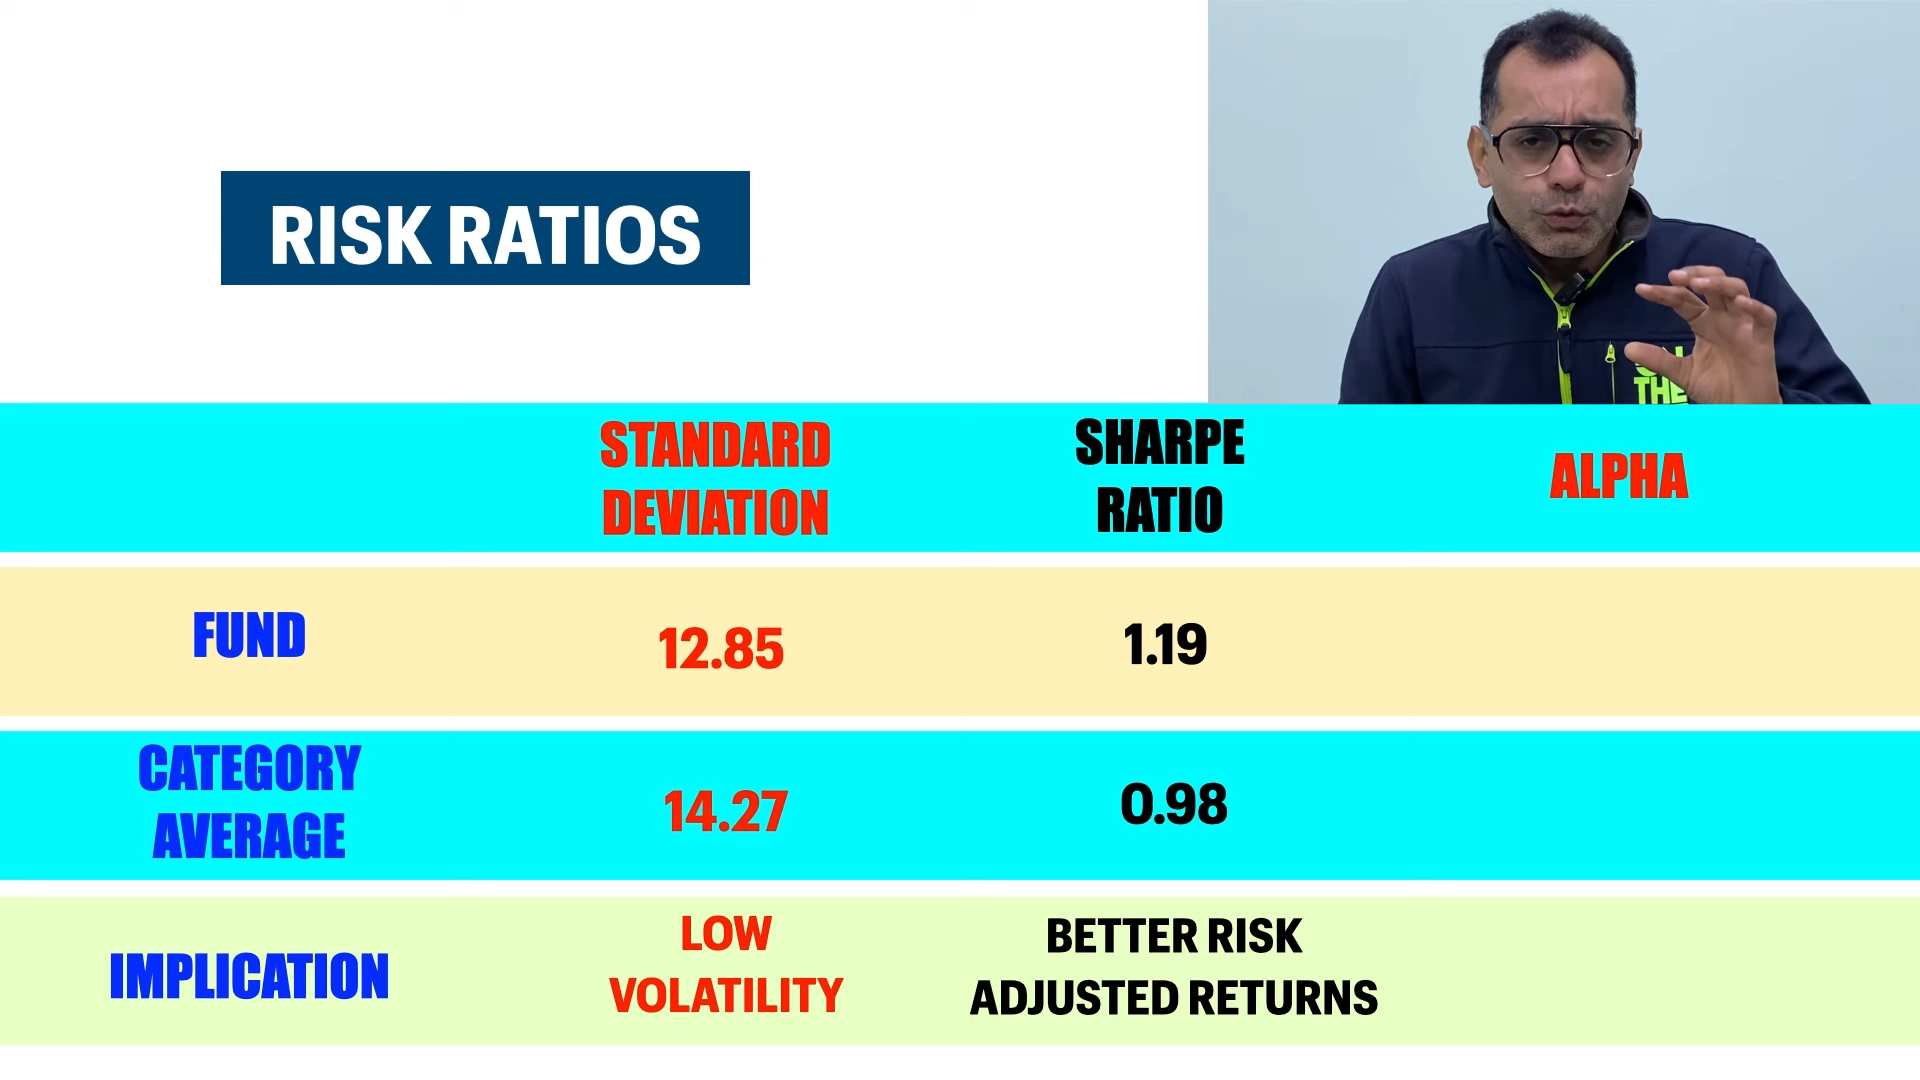 RISK RATIOS
THE
STANDARD
DEVIATION
SHARPE
RATIO
ALPHA
FUND
12.85
1.19
CATEGORY
AVERAGE
14.27
0.98
IMPLICATION
LOW
VOLATILITY
BETTER RISK
ADJUSTED RETURNS